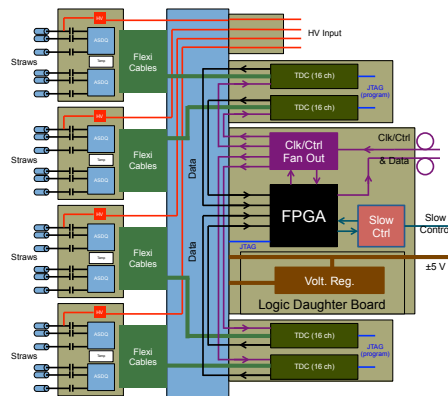 HV
ASDQ
Temp
ASDQ
Straws
Flexi
Cables
HV
ASDQ
Temp
ASDQ
Straws
Flexi
Cables
HV
ASDQ
Temp
ASDQ
Straws
Flexi
Cables
HV
ASDQ
Temp
ASDQ
Straws
Flexi
Cables
Data
Data
HV Input
TDC (16 ch)
TDC (16 ch)
JTAG
(program)
Clk/Ctrl
Fan Out
Clk/Ctrl
& Data
FPGA
Slow
Ctrl
Slow
Control
JTAG
±5 V
Volt. Reg.
Logic Daughter Board
TDC (16 ch)
TDC (16 ch)
JTAG
(program)